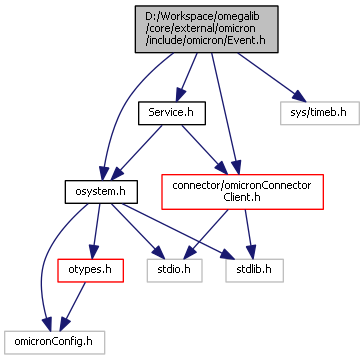 D:/Workspace/omegalib
/core/external/omicron
/include/omicron/Event.h
Service.h
sys/timeb.h
osystem.h
connector/omicronConnector
Client.h
otypes.h
stdio.h
stdlib.h
omicronConfig.h